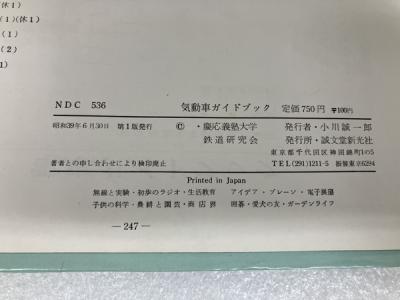 (休1)
(1)(休1)
(1)
(2)
1)
NDC 536
気動車ガイドブック 定価750円 〒100円
昭和39年6月30日 第1版発行
© ・慶応義塾大学
鉄道研究会
発行者・小川誠一郎
発行所・誠文堂新光社
東京都千代田区神田錦町1の5
著者との申し合わせにより検印廃止
TEL(291)1211-5 振替東京6294
Printed in Japan
無線と実験・初歩のラジオ・生活教育 アイデア・ブレーン・電子展望
子供の科学・農耕と園芸・商店界 囲碁・愛犬の友・ガーデンライフ
— 247 —